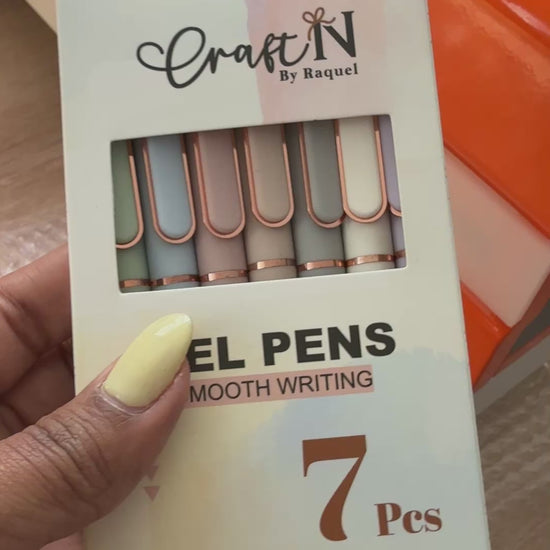 Craft'N
By Raquel
EL PENS
MOOTH WRITING
7 Pcs